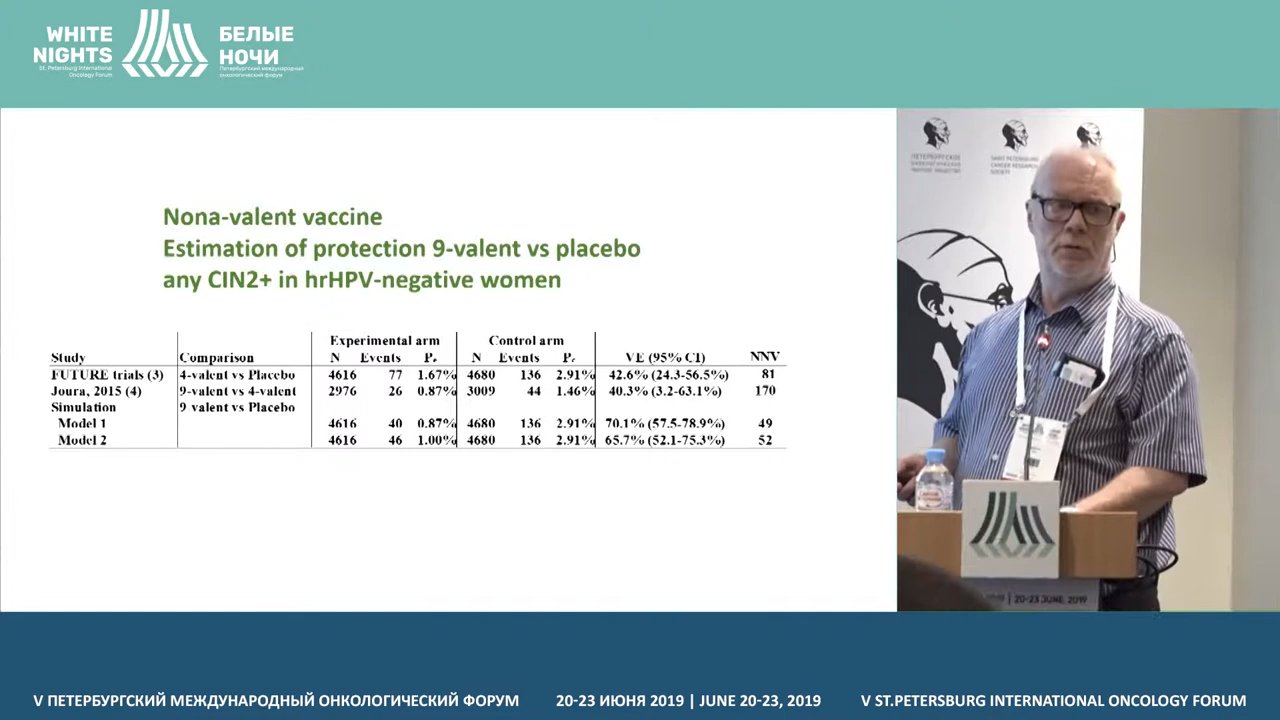 WHITE
NIGHTS
St. Petersburg International
Oncology Forum
БЕЛЫЕ
НОЧИ
Петербургский международный
онкологический форум
Nona-valent vaccine
Estimation of protection 9-valent vs placebo
any CIN2+ in hrHPV-negative women
Experimental arm Control arm
Study Comparison N Events Pₑ N Events P꜀ VE (95% CI) NNV
FUTURE trials (3) 4-valent vs Placebo 4616 77 1.67% 4680 136 2.91% 42.6% (24.3-56.5%) 81
Joura, 2015 (4) 9-valent vs 4-valent 2976 26 0.87% 3009 44 1.46% 40.3% (3.2-63.1%) 170
Simulation 9 valent vs Placebo
Model 1 4616 40 0.87% 4680 136 2.91% 70.1% (57.5-78.9%) 49
Model 2 4616 46 1.00% 4680 136 2.91% 65.7% (52.1-75.3%) 52
ПЕТЕРБУРГСКОЕ
SAINT PETERSBURG
CANCER RESEARCH
SOCIETY
20-23 JUNE, 2019
V ПЕТЕРБУРГСКИЙ МЕЖДУНАРОДНЫЙ ОНКОЛОГИЧЕСКИЙ ФОРУМ 20-23 ИЮНЯ 2019 | JUNE 20-23, 2019 V ST.PETERSBURG INTERNATIONAL ONCOLOGY FORUM